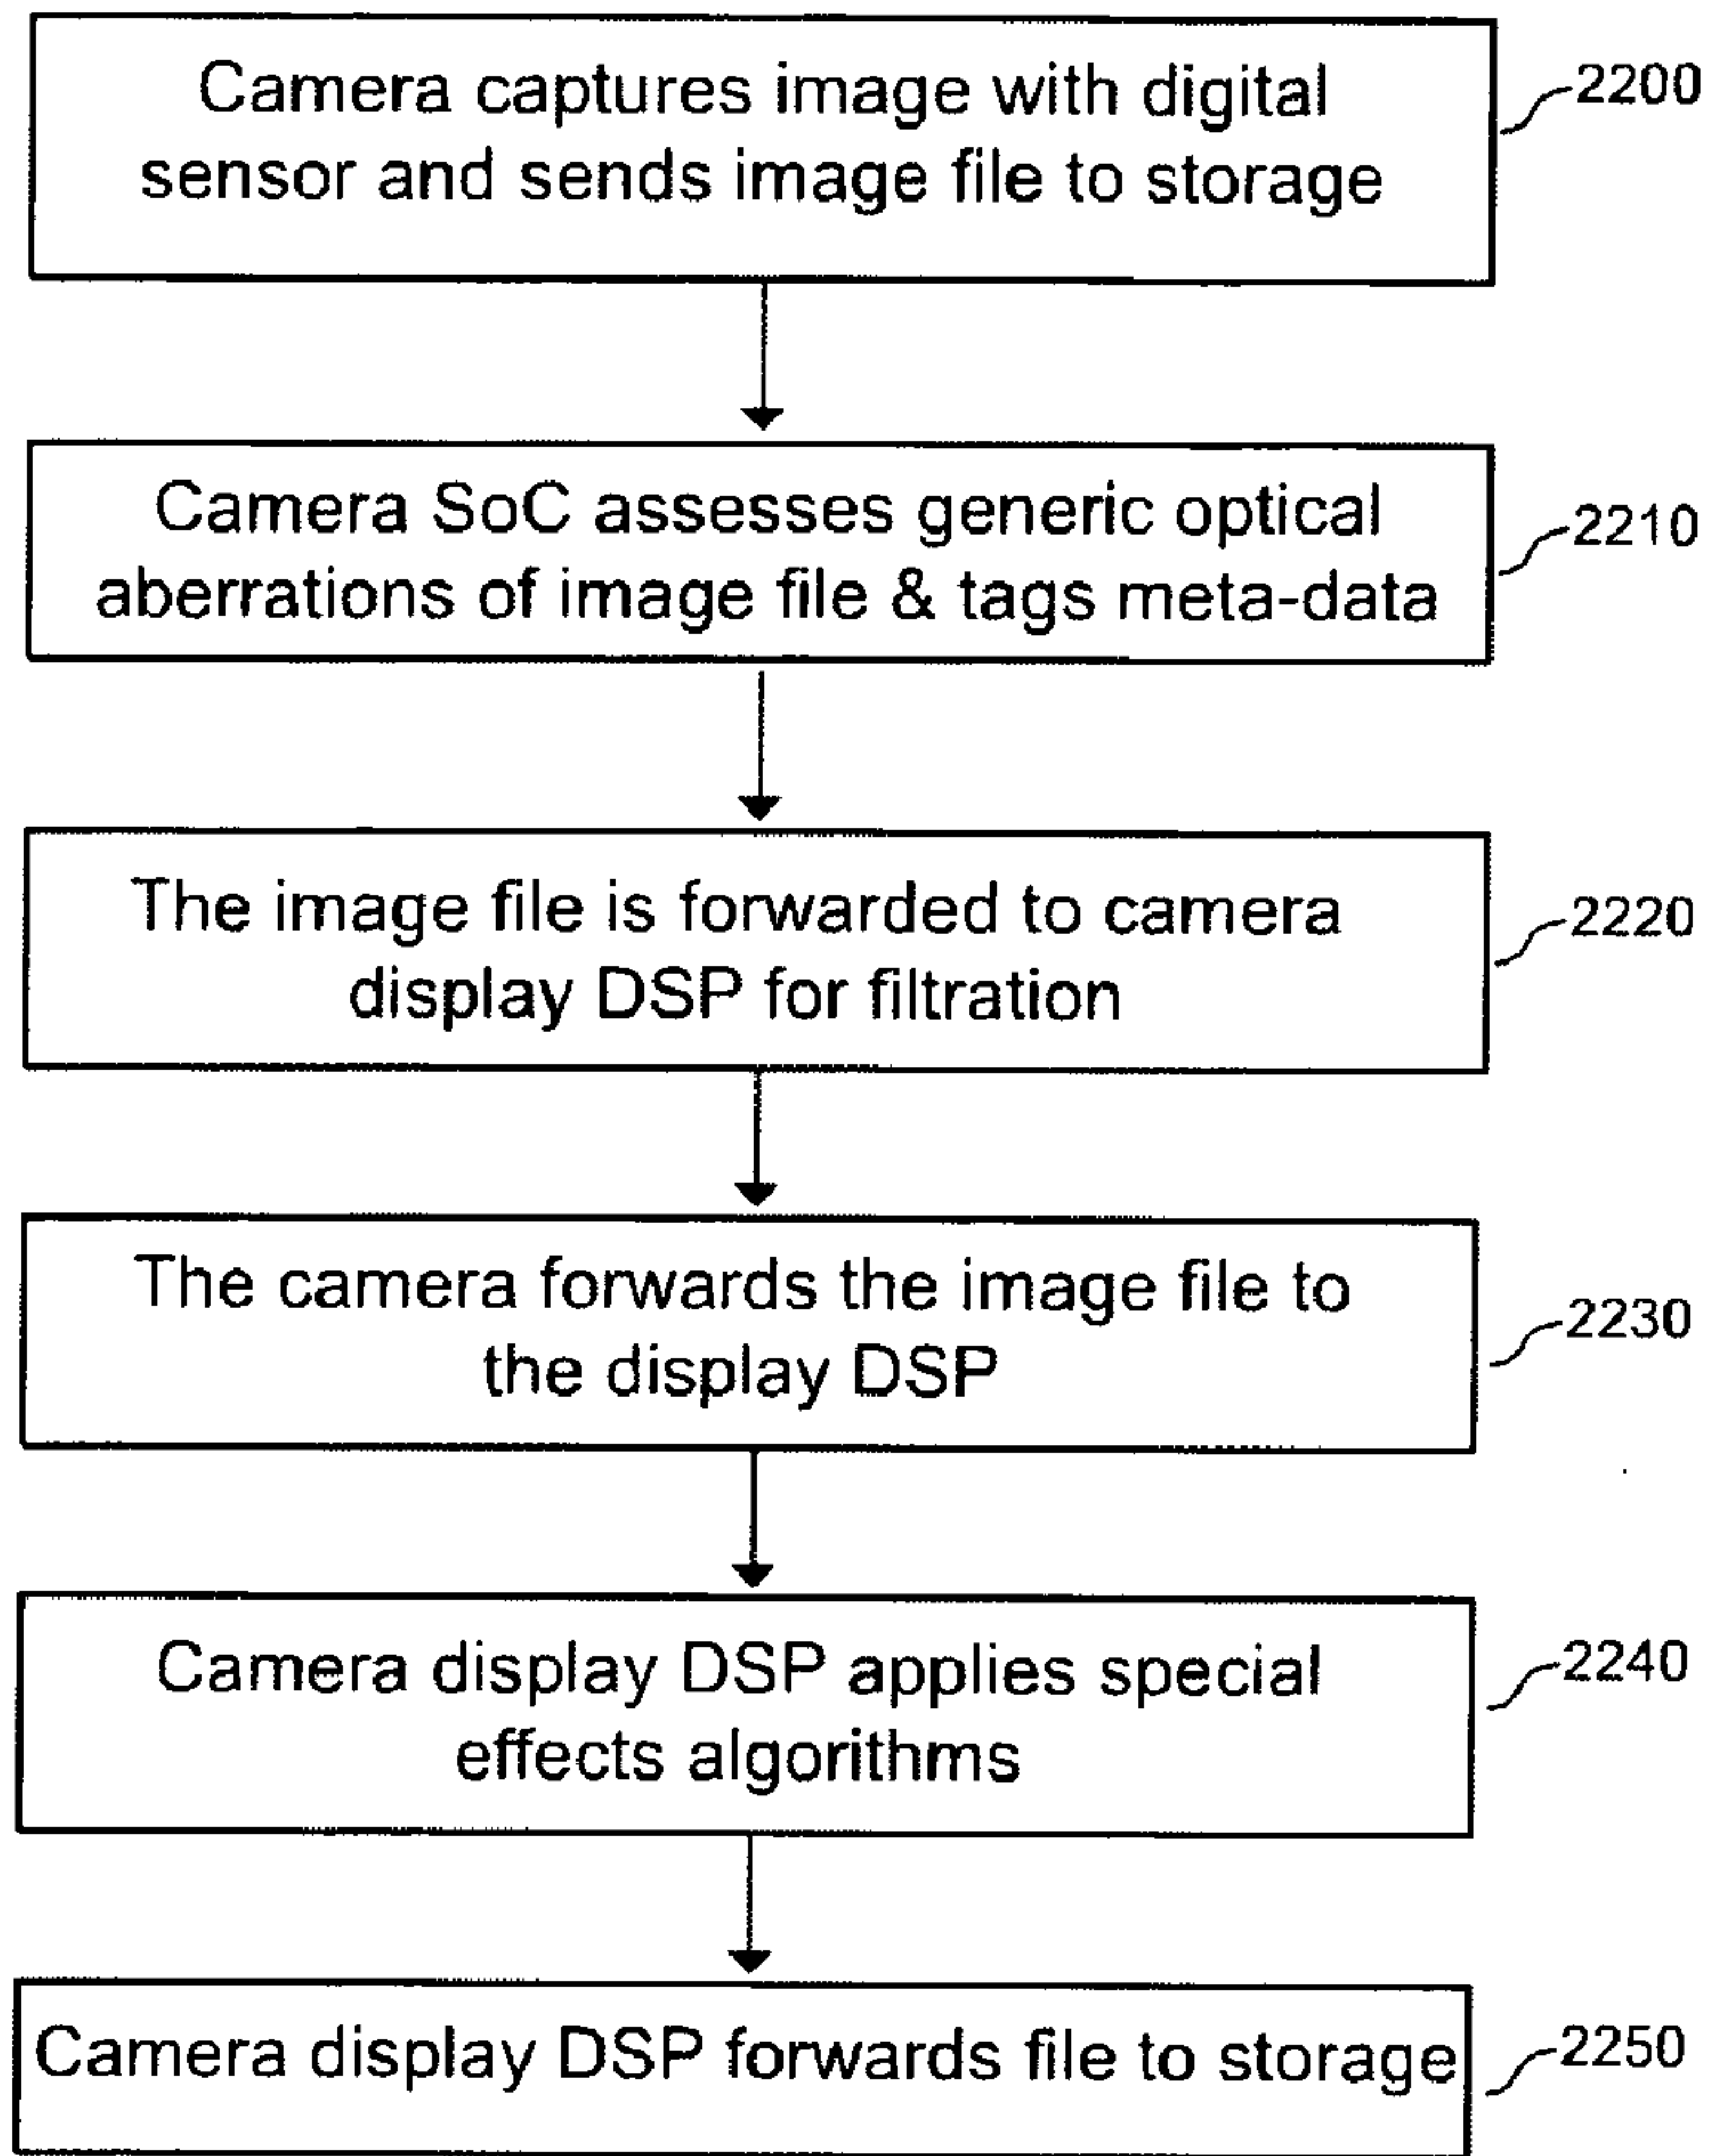 Camera captures image with digital
sensor and sends image file to storage
2200
Camera SoC assesses generic optical
aberrations of image file & tags meta-data
2210
The image file is forwarded to camera
display DSP for filtration
2220
The camera forwards the image file to
the display DSP
2230
Camera display DSP applies special
effects algorithms
2240
Camera display DSP forwards file to storage
2250